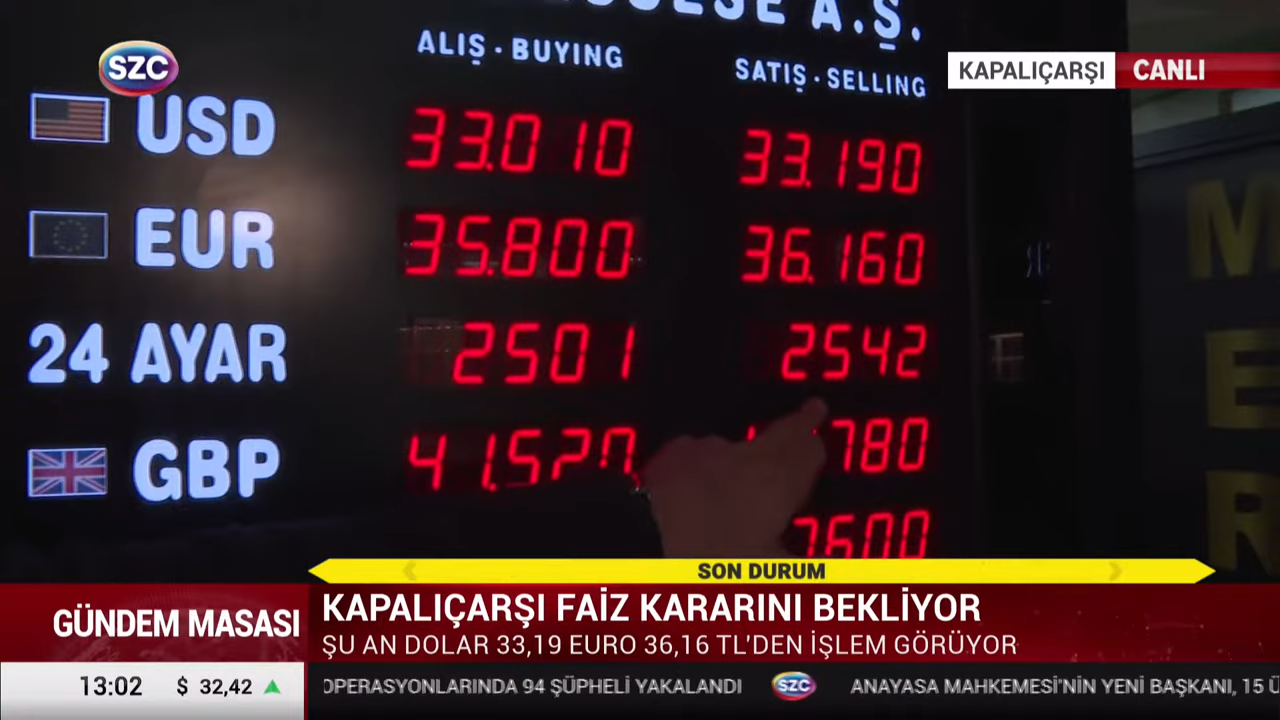 A.Ş.
ALIŞ - BUYING
SATIŞ - SELLING
SZC
KAPALIÇARŞI CANLI
USD 33.010 33.190
EUR 35.800 36.160
24 AYAR 2501 2542
GBP 41.520 780
7600
SON DURUM
GÜNDEM MASASI
KAPALIÇARŞI FAİZ KARARINI BEKLİYOR
ŞU AN DOLAR 33,19 EURO 36,16 TL'DEN İŞLEM GÖRÜYOR
13:02 $ 32,42
OPERASYONLARINDA 94 ŞÜPHELİ YAKALANDI SZC ANAYASA MAHKEMESİ'NİN YENİ BAŞKANI, 15